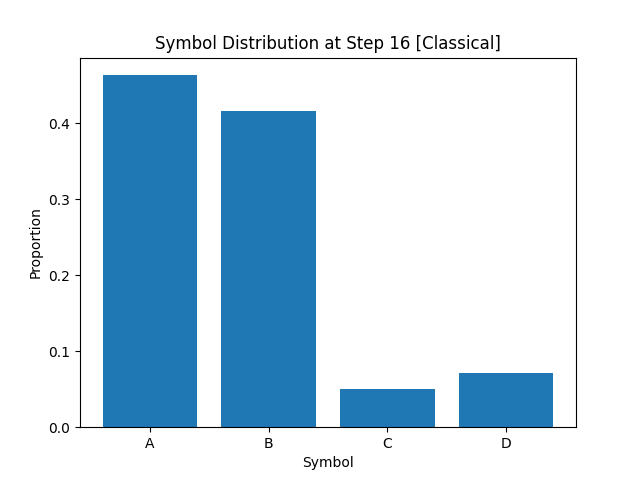 Symbol Distribution at Step 16 [Classical]
Proportion
0.4
0.3
0.2
0.1
0.0
A B C D
Symbol